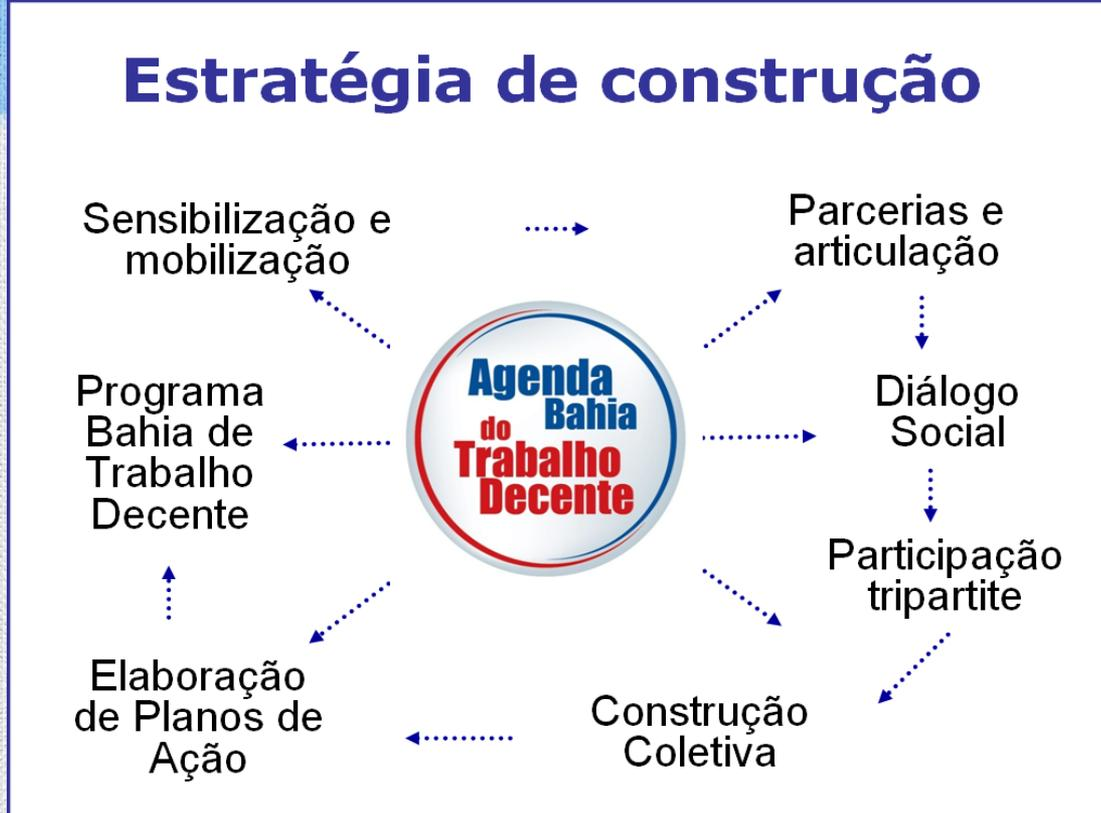 Estratégia de construção
Sensibilização e
mobilização
Parcerias e
articulação
Agenda
Bahia
do
Trabalho
Decente
Programa
Bahia de
Trabalho
Decente
Diálogo
Social
Participação
tripartite
Elaboração
de Planos de
Ação
Construção
Coletiva